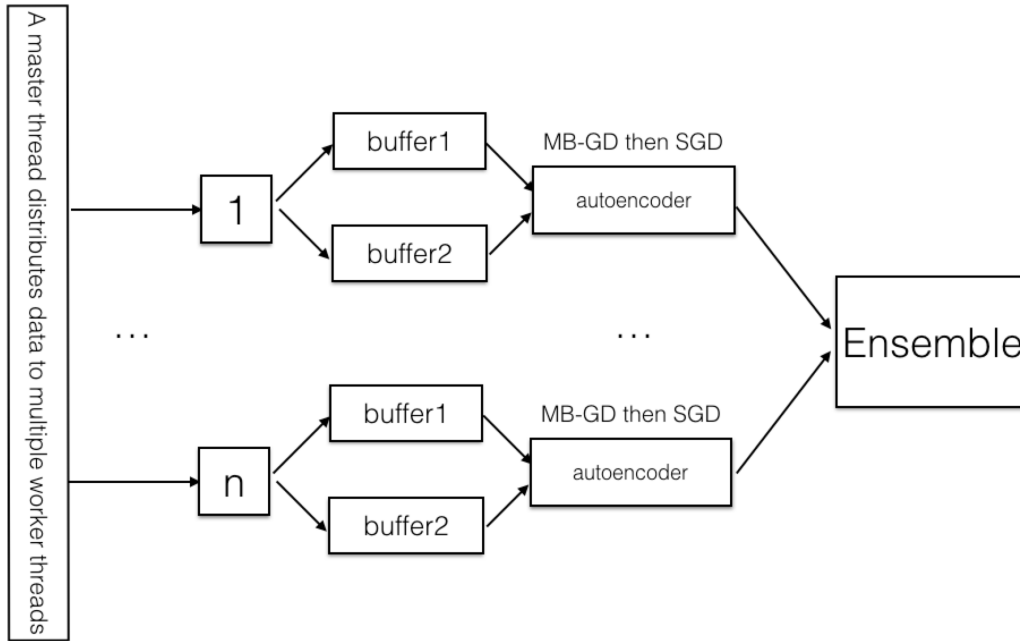 A master thread distributes data to multiple worker threads
1
buffer1
buffer2
MB-GD then SGD
autoencoder
...
...
Ensemble
n
buffer1
buffer2
MB-GD then SGD
autoencoder